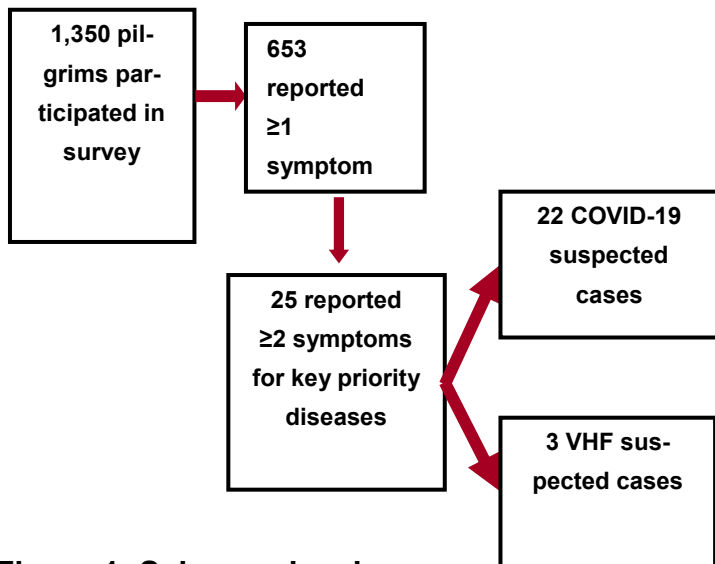 1,350 pil-
grims par-
ticipated in
survey
653
reported
≥1
symptom
25 reported
≥2 symptoms
for key priority
diseases
22 COVID-19
suspected
cases
3 VHF sus-
pected cases